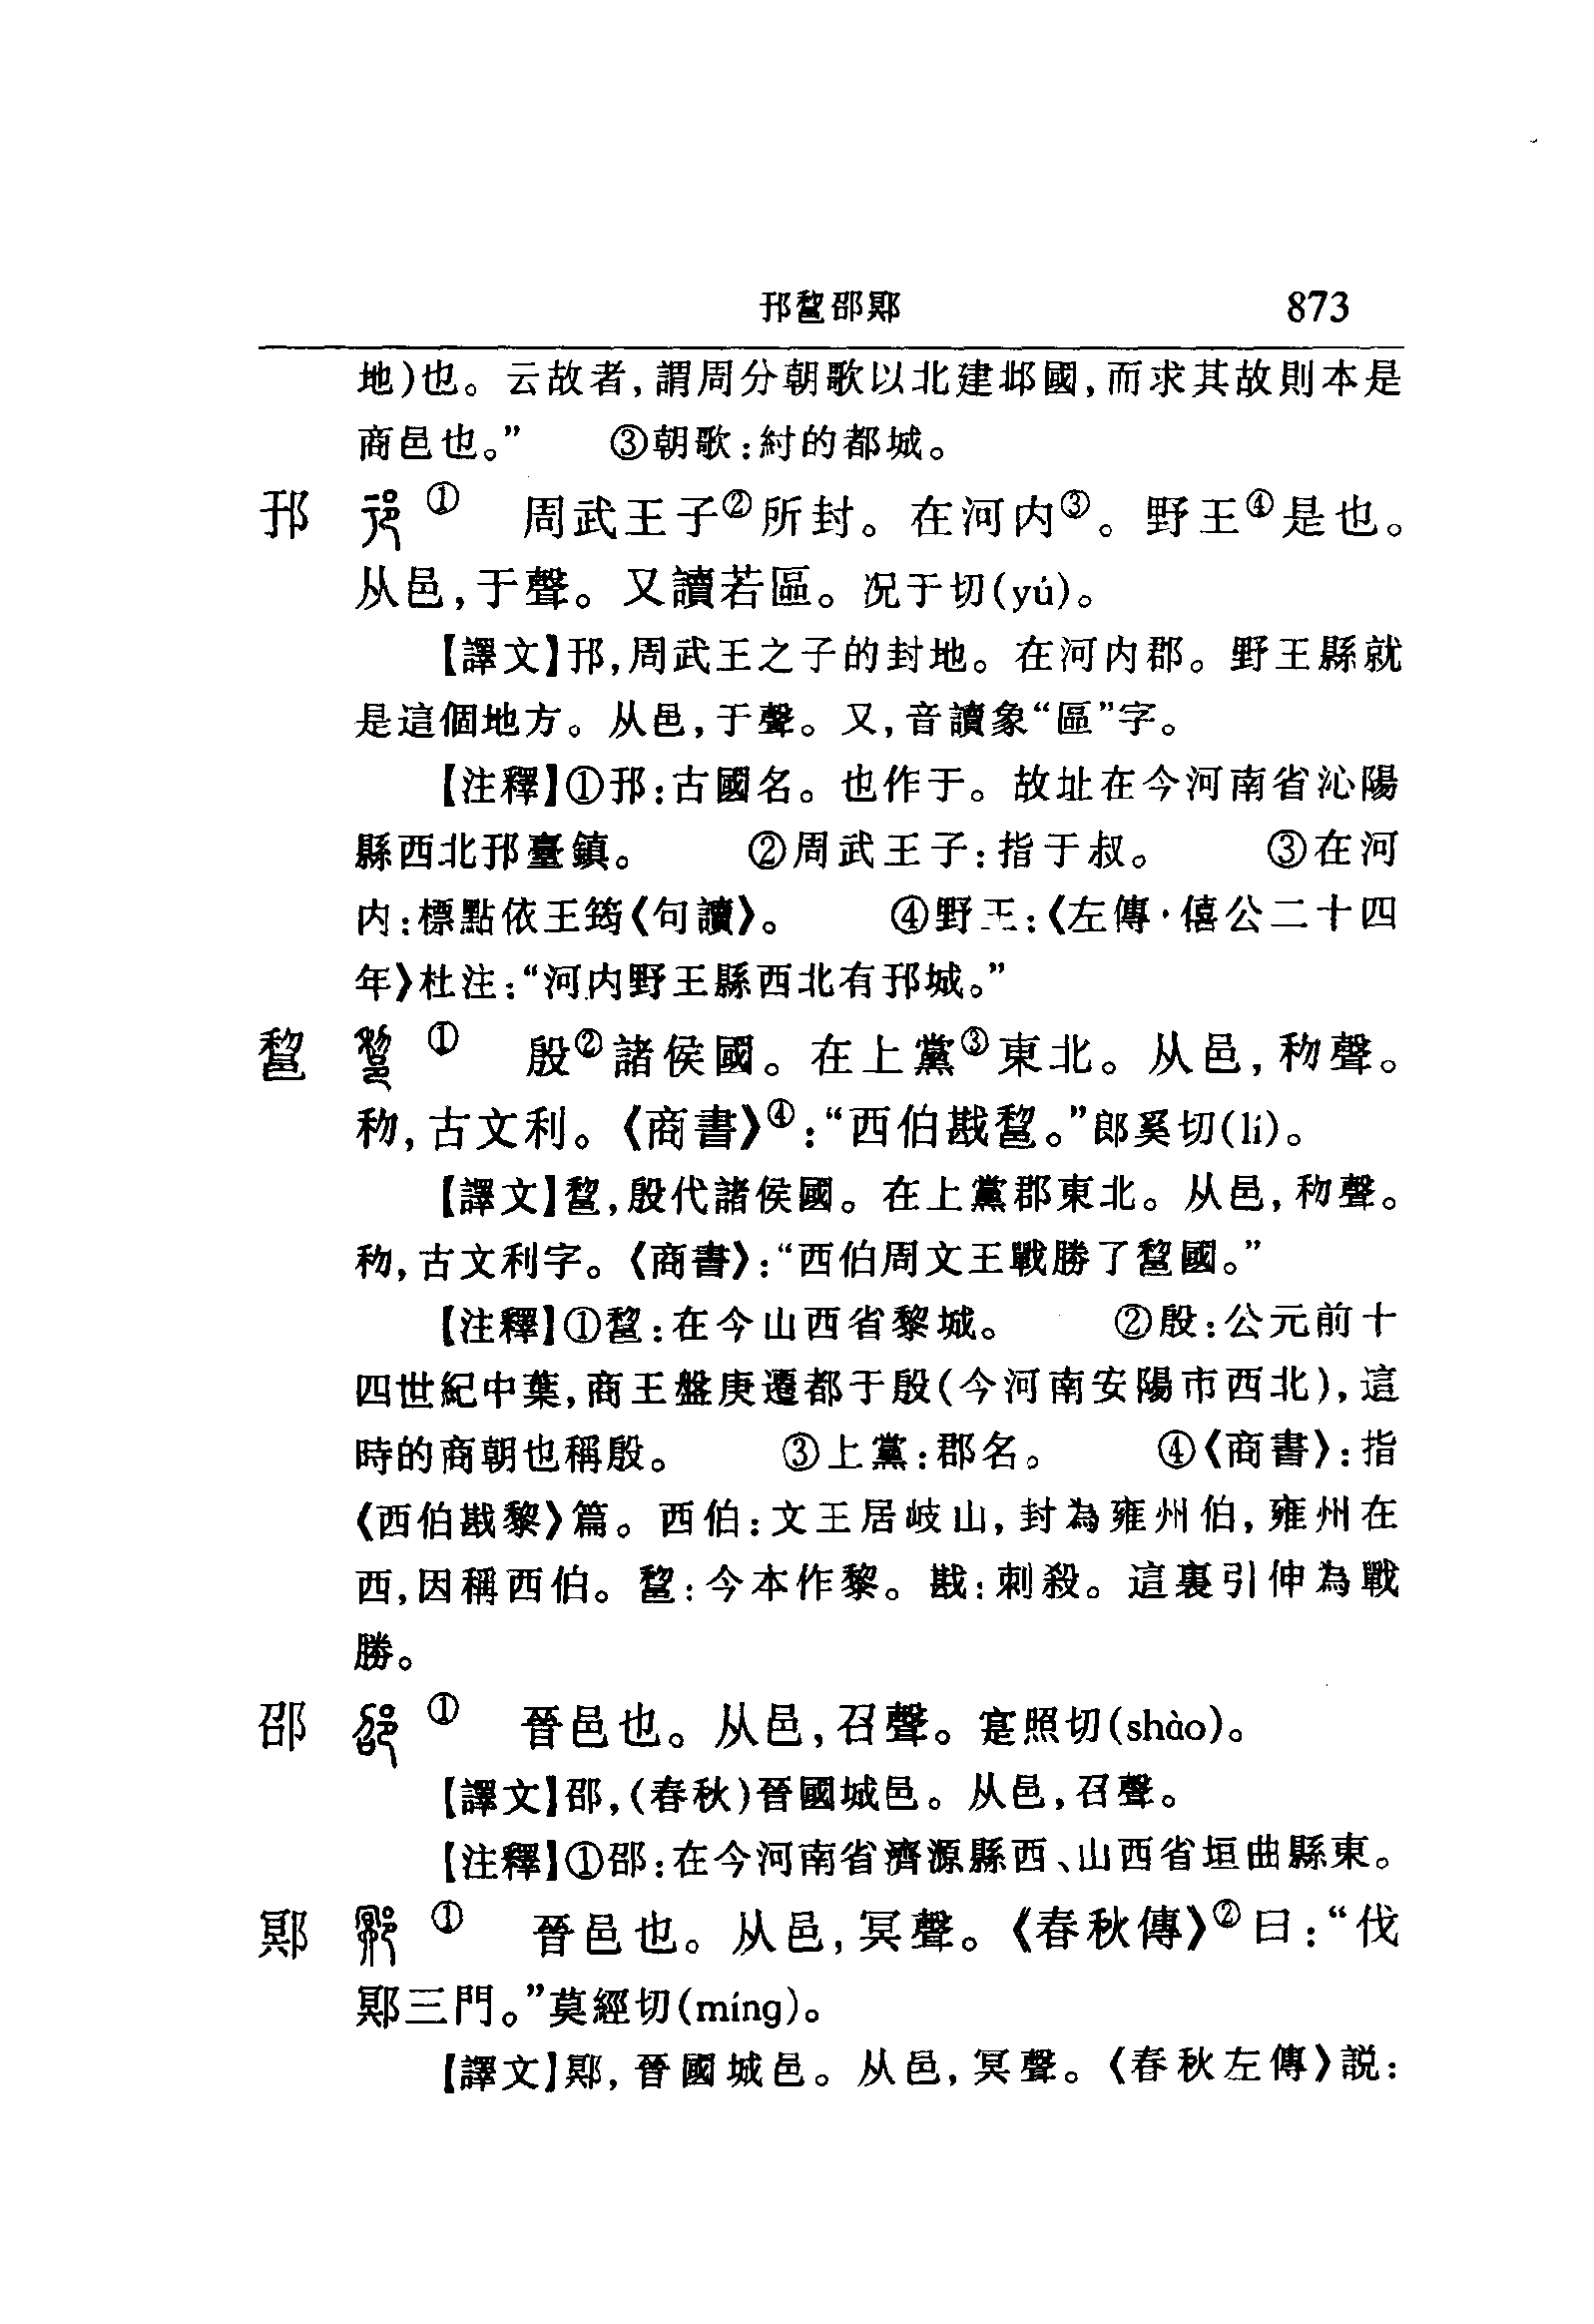 邘𨛫邵鄍 873
地)也。云故者,謂周分朝歌以北建邶國,而求其故則本是
商邑也。” ③朝歌:紂的都城。
邘 ① 周武王子②所封。在河内③。野王④是也。
从邑,于聲。又讀若區。况于切(yú)。
【譯文】邘,周武王之子的封地。在河内郡。野王縣就
是這個地方。从邑,于聲。又,音讀象“區”字。
【注釋】①邘:古國名。也作于。故址在今河南省沁陽
縣西北邘臺鎮。 ②周武王子:指于叔。 ③在河
内:標點依王筠《句讀》。 ④野王:《左傳·僖公二十四
年》杜注:“河内野王縣西北有邘城。”
𨛫 ① 殷②諸侯國。在上黨③東北。从邑,𥝢聲。
𥝢,古文利。《商書》④:“西伯戡𨛫。”郎奚切(lí)。
【譯文】𨛫,殷代諸侯國。在上黨郡東北。从邑,𥝢聲。
𥝢,古文利字。《商書》:“西伯周文王戰勝了𨛫國。”
【注釋】①𨛫:在今山西省黎城。 ②殷:公元前十
四世紀中葉,商王盤庚遷都于殷(今河南安陽市西北),這
時的商朝也稱殷。 ③上黨:郡名。 ④《商書》:指
《西伯戡黎》篇。西伯:文王居岐山,封為雍州伯,雍州在
西,因稱西伯。𨛫:今本作黎。戡:刺殺。這裏引伸為戰
勝。
邵 ① 晉邑也。从邑,召聲。寔照切(shào)。
【譯文】邵,(春秋)晉國城邑。从邑,召聲。
【注釋】①邵:在今河南省濟源縣西、山西省垣曲縣東。
鄍 ① 晉邑也。从邑,冥聲。《春秋傳》②曰:“伐
鄍三門。”莫經切(míng)。
【譯文】鄍,晉國城邑。从邑,冥聲。《春秋左傳》説: